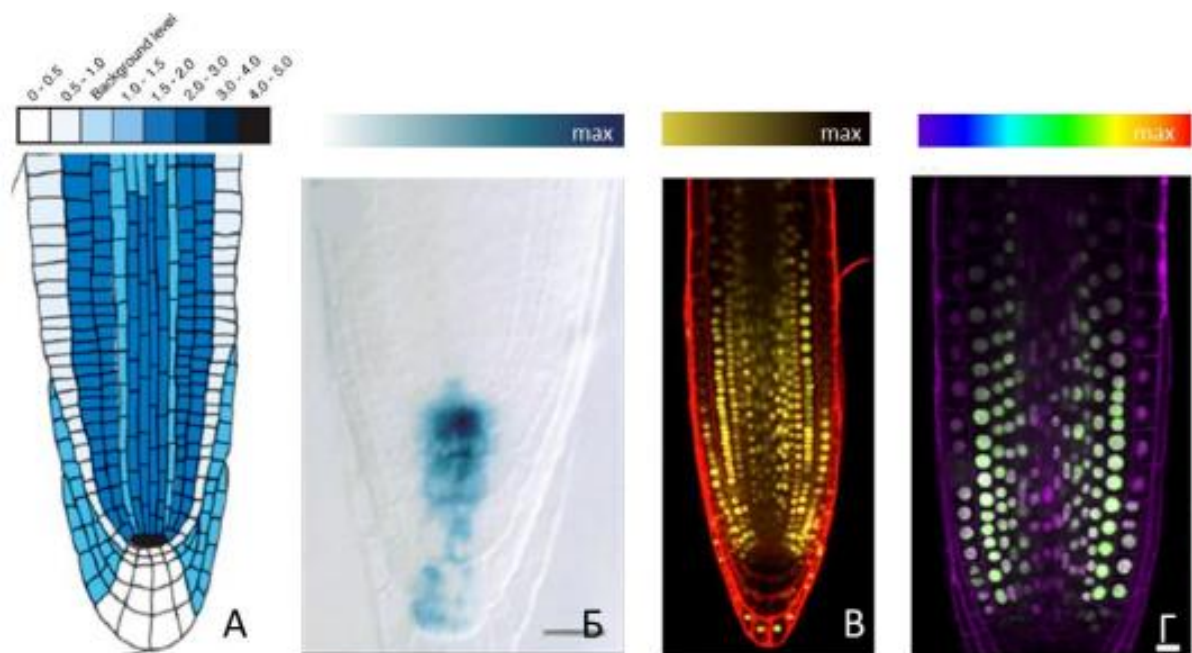 0 - 0.5
0.5 - 1.0
Background level
1.0 - 1.5
1.5 - 2.0
2.0 - 3.0
3.0 - 4.0
4.0 - 5.0
max
max
max
А
Б
В
Г